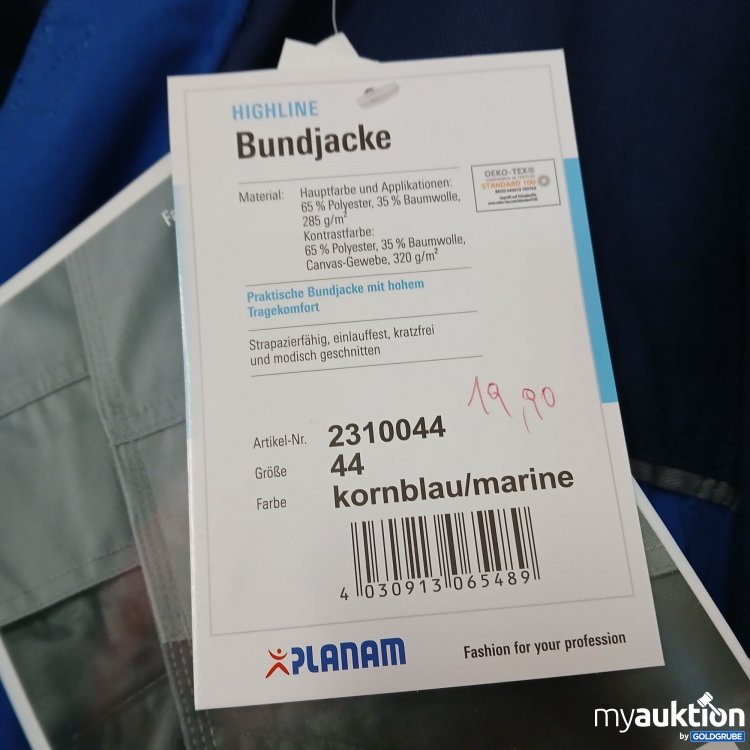 HIGHLINE
Bundjacke
Material: Hauptfarbe und Applikationen:
65 % Polyester, 35 % Baumwolle,
285 g/m²
Kontrastfarbe:
65 % Polyester, 35 % Baumwolle,
Canvas-Gewebe, 320 g/m²
OEKO-TEX®
STANDARD 100
Praktische Bundjacke mit hohem
Tragekomfort
Strapazierfähig, einlauffest, kratzfrei
und modisch geschnitten
19,90
Artikel-Nr. 2310044
Größe 44
Farbe kornblau/marine
4 030913 065489
PLANAM
Fashion for your profession
myauktion
by GOLDGRUBE